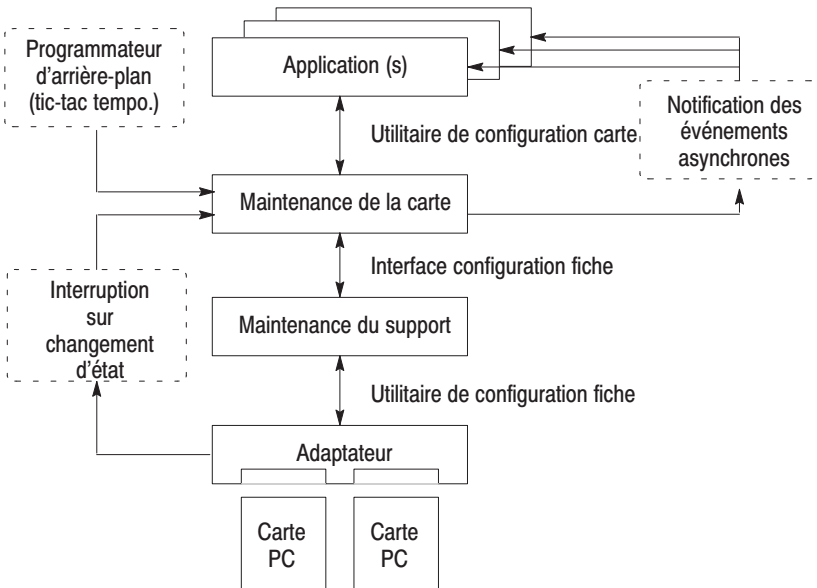 Programmateur
d'arrière-plan
(tic-tac tempo.)
Application (s)
Notification des
événements
asynchrones
Utilitaire de configuration carte
Maintenance de la carte
Interface configuration fiche
Interruption
sur
changement
d'état
Maintenance du support
Utilitaire de configuration fiche
Adaptateur
Carte
PC
Carte
PC